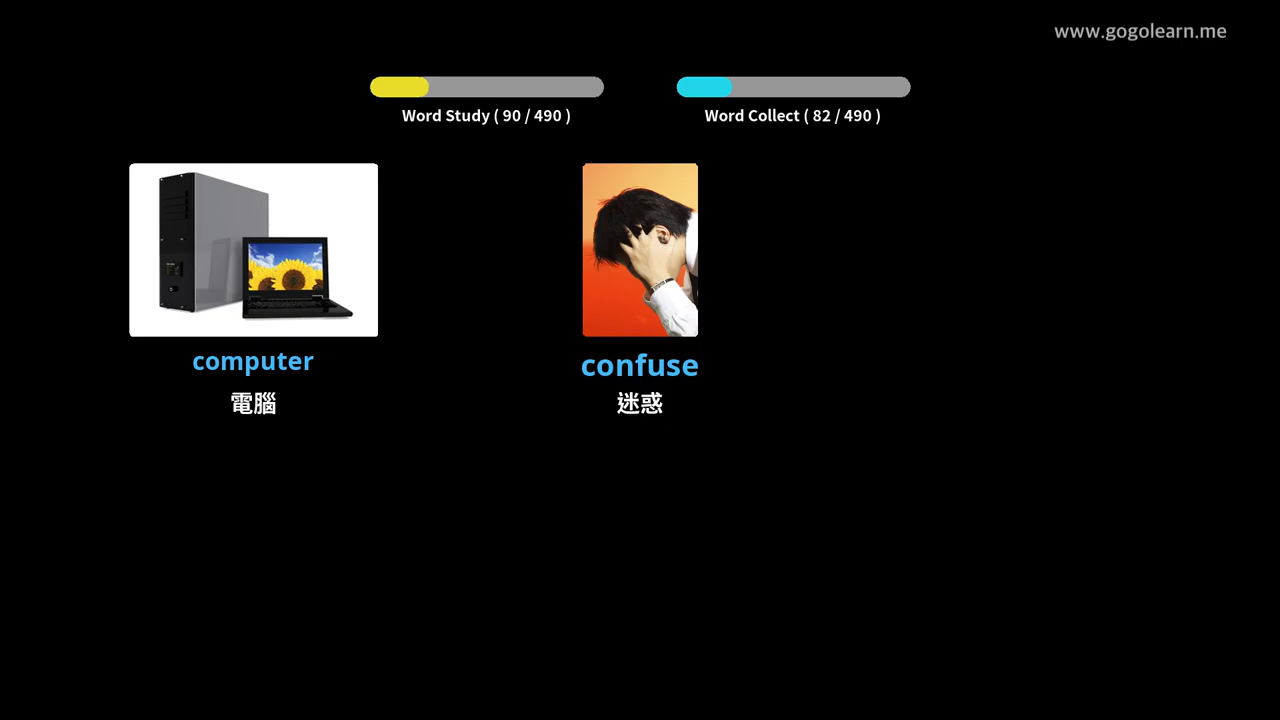 www.gogolearn.me
Word Study ( 90 / 490 )
Word Collect ( 82 / 490 )
computer
電腦
confuse
迷惑